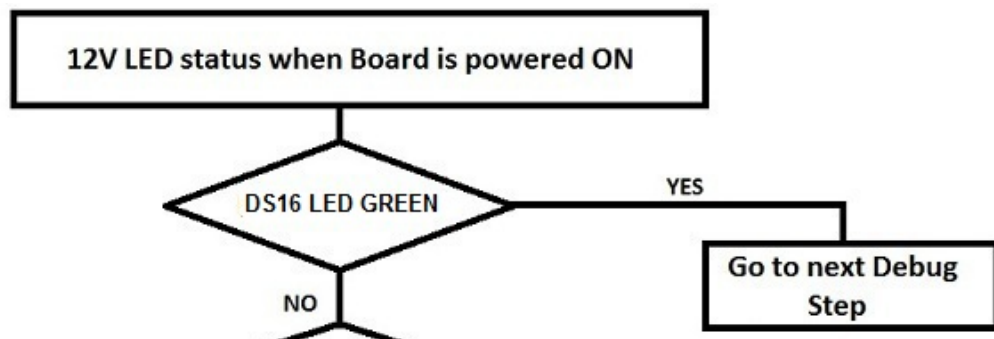 12V LED status when Board is powered ON
DS16 LED GREEN
YES
Go to next Debug
Step
NO